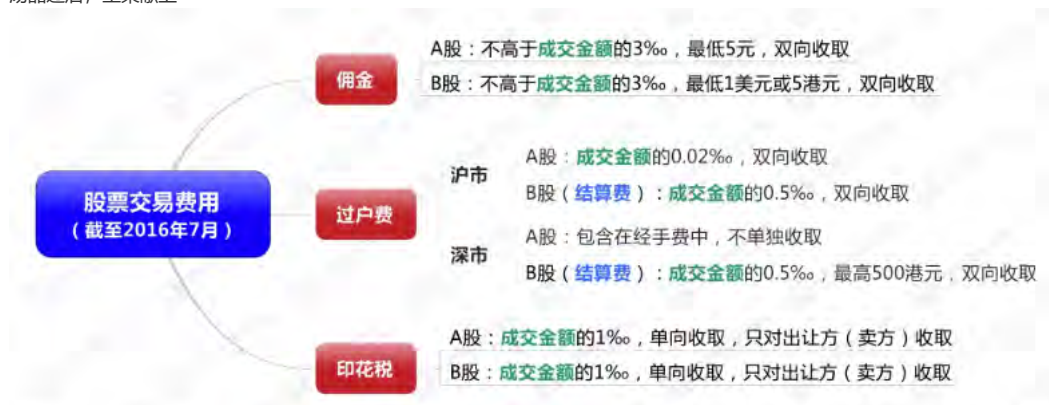 佣金
A股：不高于成交金额的3‰，最低5元，双向收取
B股：不高于成交金额的3‰，最低1美元或5港元，双向收取
股票交易费用
（截至2016年7月）
过户费
沪市
A股：成交金额的0.02‰，双向收取
B股（结算费）：成交金额的0.5‰，双向收取
深市
A股：包含在经手费中，不单独收取
B股（结算费）：成交金额的0.5‰，最高500港元，双向收取
印花税
A股：成交金额的1‰，单向收取，只对出让方（卖方）收取
B股：成交金额的1‰，单向收取，只对出让方（卖方）收取